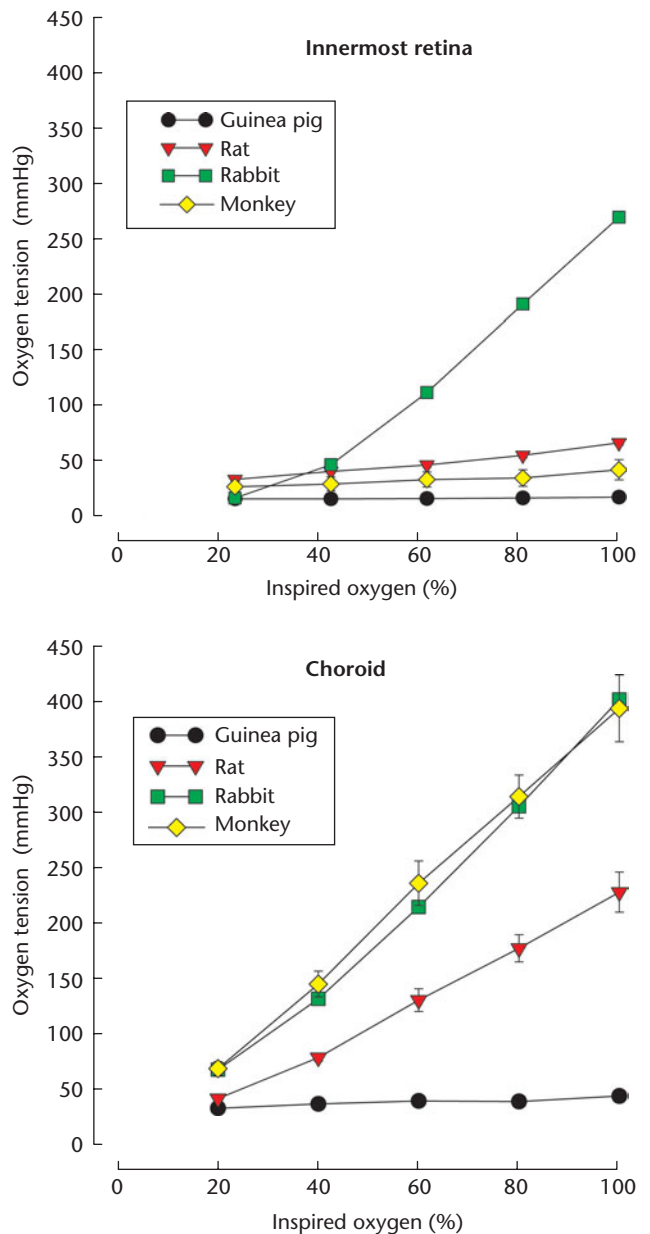 Innermost retina
Oxygen tension (mmHg)
450
400
350
300
250
200
150
100
50
0
Guinea pig
Rat
Rabbit
Monkey
0 20 40 60 80 100
Inspired oxygen (%)
Choroid
Oxygen tension (mmHg)
450
400
350
300
250
200
150
100
50
0
Guinea pig
Rat
Rabbit
Monkey
0 20 40 60 80 100
Inspired oxygen (%)